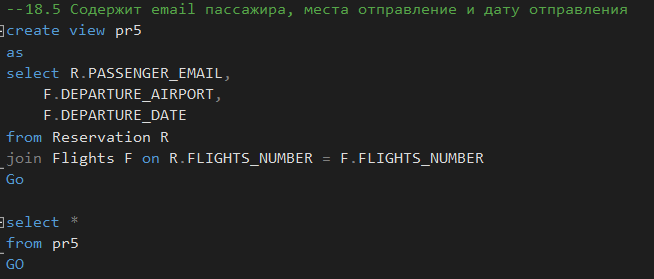 --18.5 Содержит email пассажира, места отправление и дату отправления
create view pr5
as
select R.PASSENGER_EMAIL,
F.DEPARTURE_AIRPORT,
F.DEPARTURE_DATE
from Reservation R
join Flights F on R.FLIGHTS_NUMBER = F.FLIGHTS_NUMBER
Go
select *
from pr5
GO